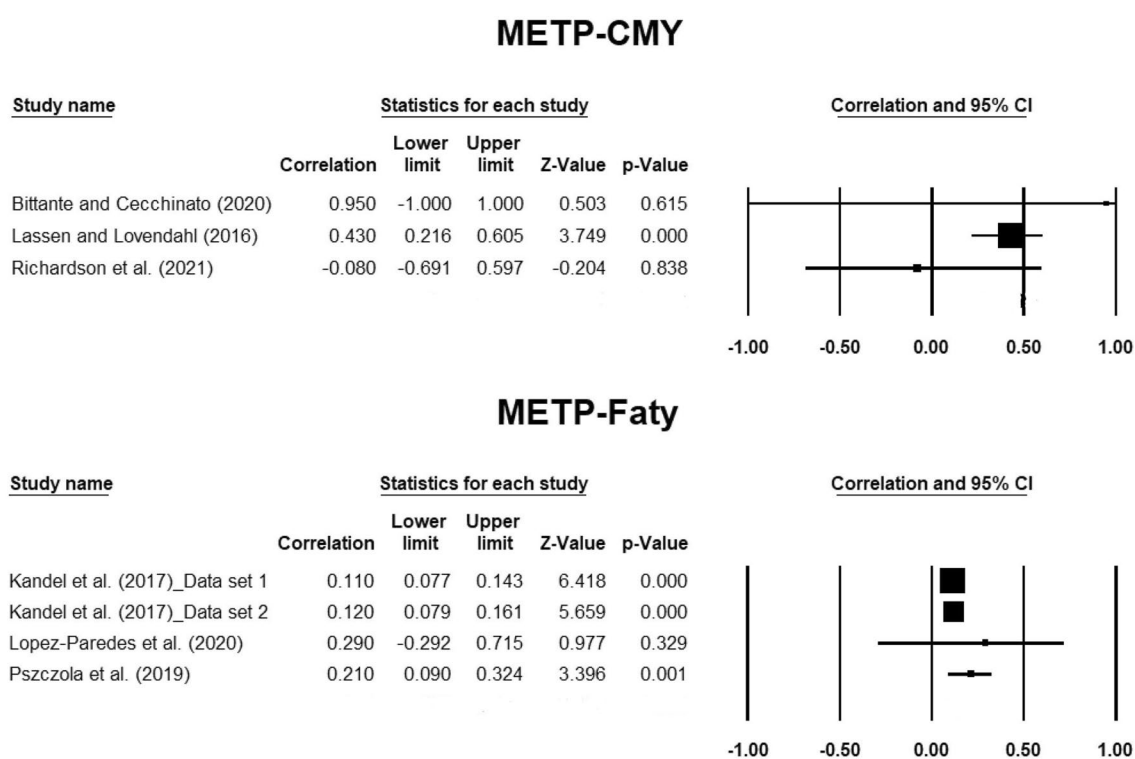 METP-CMY
Study name Statistics for each study Correlation and 95% CI
Lower Upper
Correlation limit limit Z-Value p-Value
Bittante and Cecchinato (2020) 0.950 -1.000 1.000 0.503 0.615
Lassen and Lovendahl (2016) 0.430 0.216 0.605 3.749 0.000
Richardson et al. (2021) -0.080 -0.691 0.597 -0.204 0.838
-1.00 -0.50 0.00 0.50 1.00
METP-Faty
Study name Statistics for each study Correlation and 95% CI
Lower Upper
Correlation limit limit Z-Value p-Value
Kandel et al. (2017)_Data set 1 0.110 0.077 0.143 6.418 0.000
Kandel et al. (2017)_Data set 2 0.120 0.079 0.161 5.659 0.000
Lopez-Paredes et al. (2020) 0.290 -0.292 0.715 0.977 0.329
Pszczola et al. (2019) 0.210 0.090 0.324 3.396 0.001
-1.00 -0.50 0.00 0.50 1.00